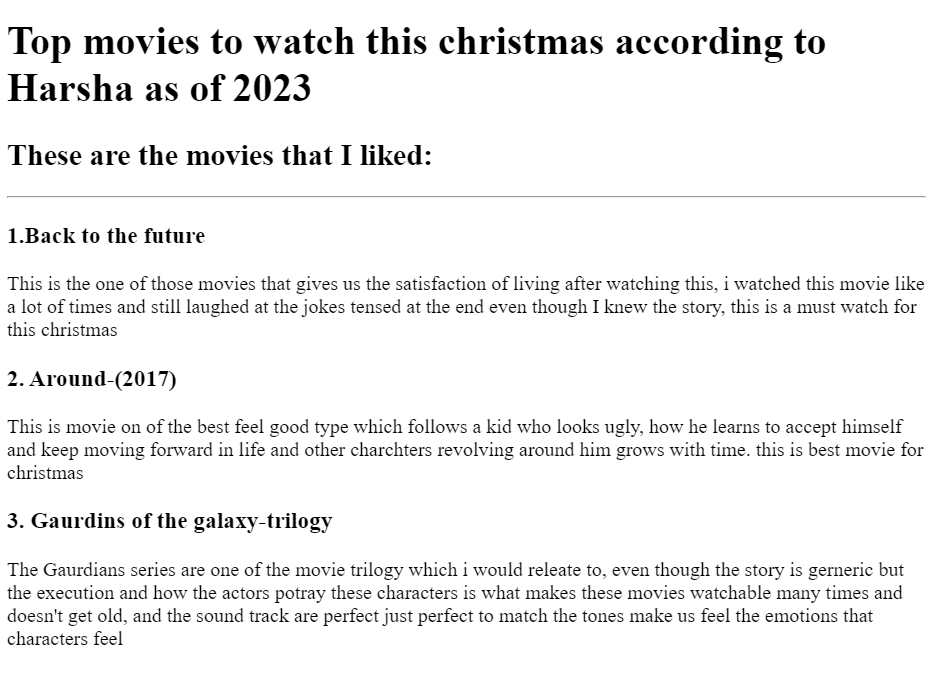 Top movies to watch this christmas according to
Harsha as of 2023
These are the movies that I liked:
1.Back to the future
This is the one of those movies that gives us the satisfaction of living after watching this, i watched this movie like
a lot of times and still laughed at the jokes tensed at the end even though I knew the story, this is a must watch for
this christmas
2. Around-(2017)
This is movie on of the best feel good type which follows a kid who looks ugly, how he learns to accept himself
and keep moving forward in life and other charchters revolving around him grows with time. this is best movie for
christmas
3. Gaurdins of the galaxy-trilogy
The Gaurdians series are one of the movie trilogy which i would releate to, even though the story is gerneric but
the execution and how the actors potray these characters is what makes these movies watchable many times and
doesn't get old, and the sound track are perfect just perfect to match the tones make us feel the emotions that
characters feel